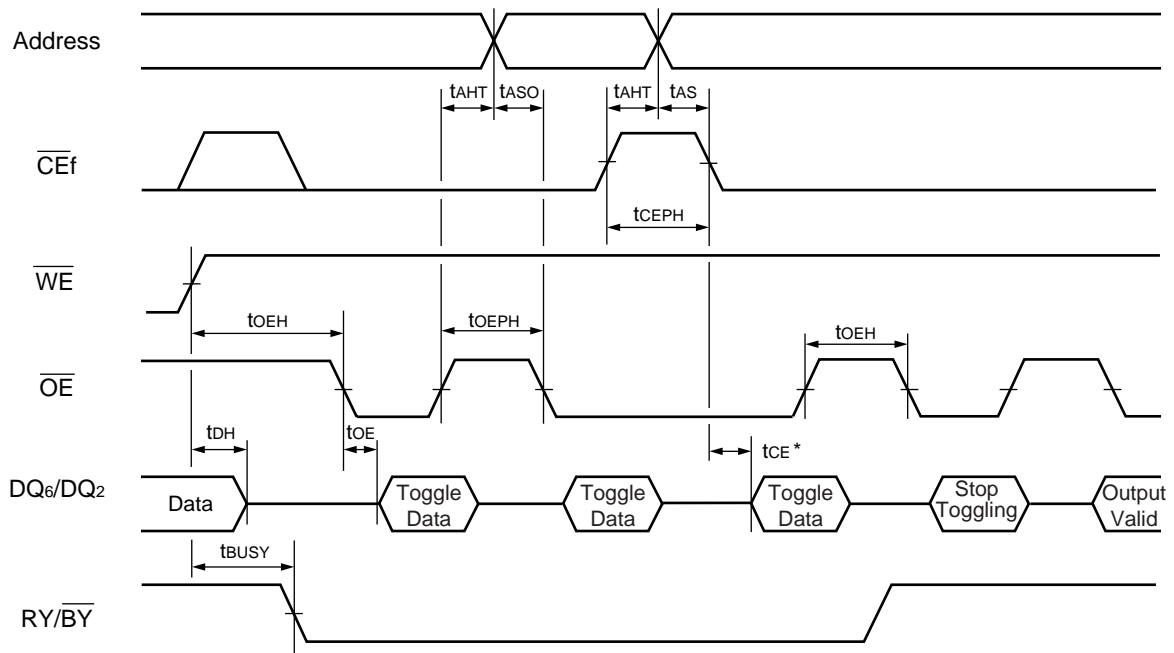 Address
tAHT tASO tAHT tAS
CEf
tCEPH
WE
tOEH tOEPH tOEH
OE
tDH tOE tCE *
DQ6/DQ2
Data
Toggle
Data
Toggle
Data
Toggle
Data
Stop
Toggling
Output
Valid
tBUSY
RY/BY